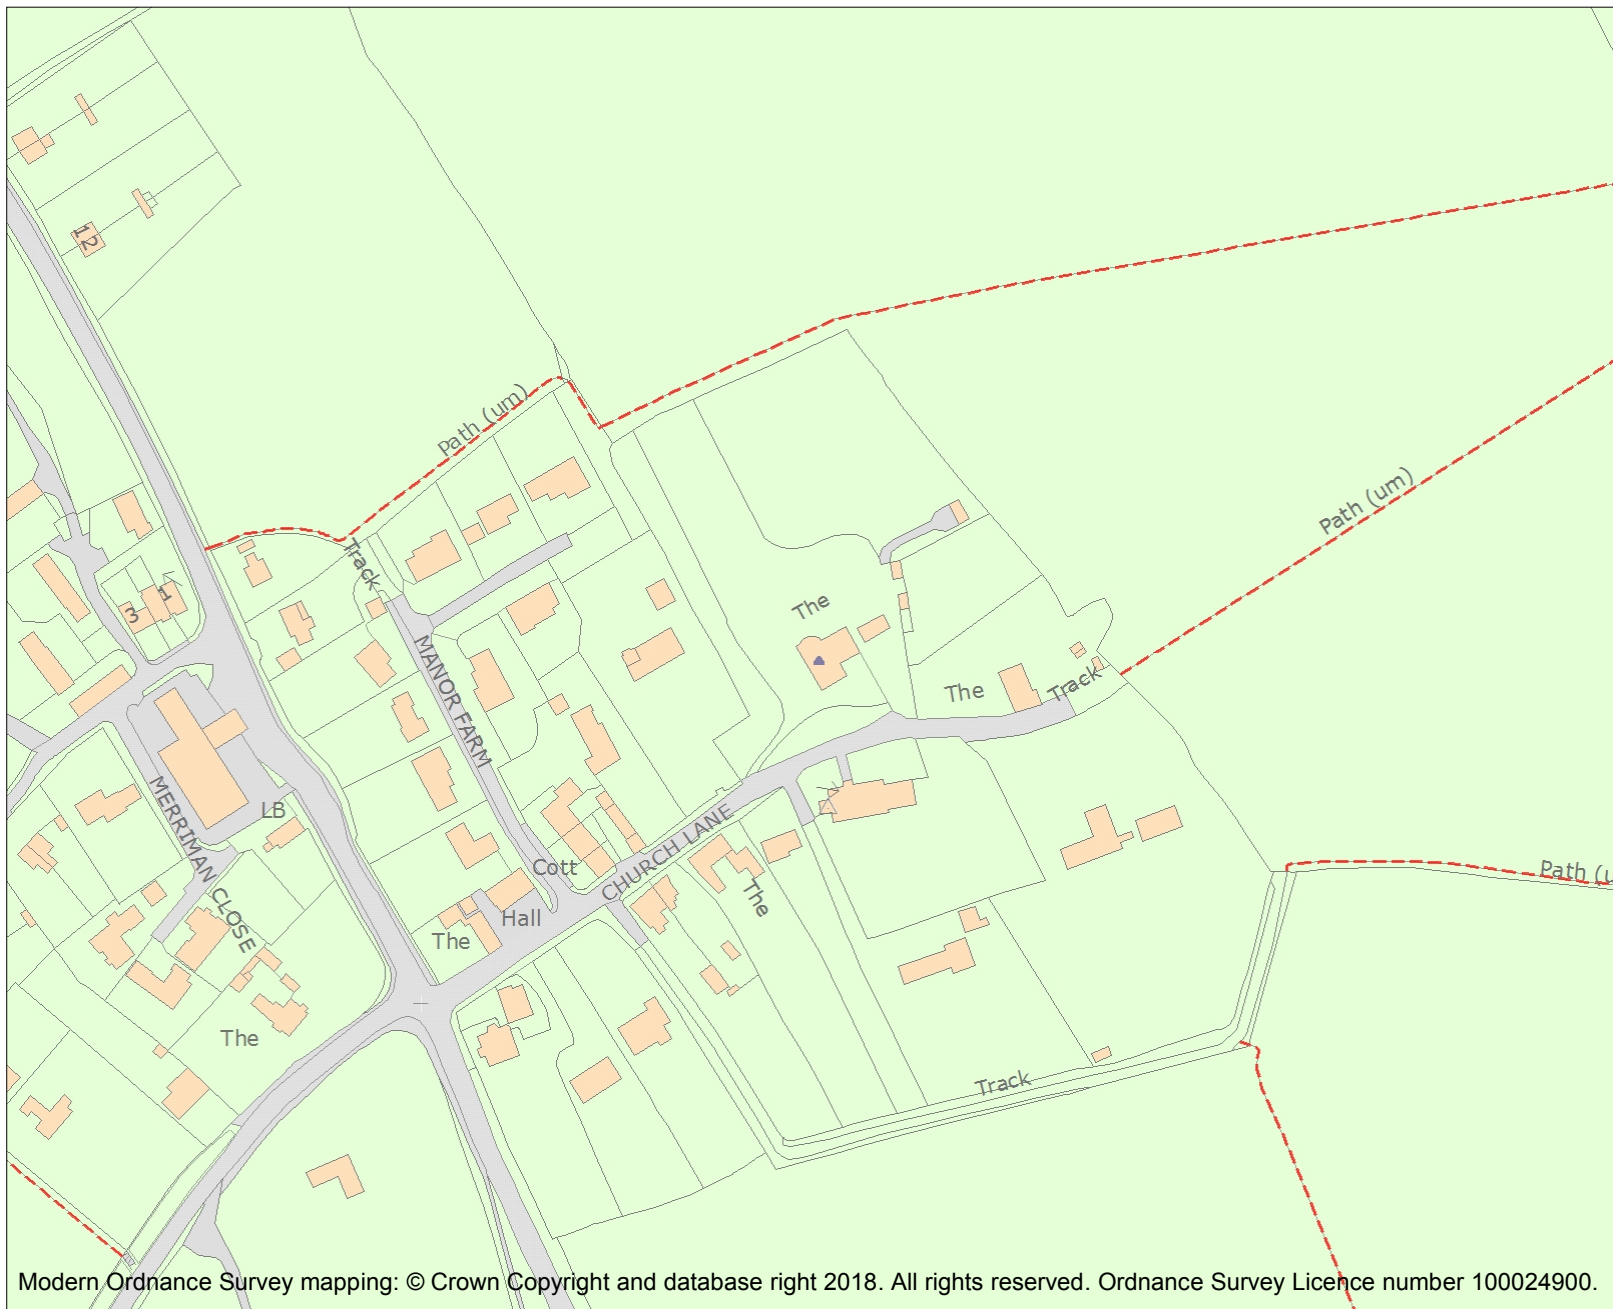 12
Path (um)
Path (um)
Track
1
3
The
MANOR FARM
The
Track
MERRIMAN CLOSE
LB
CHURCH LANE
Cott
Path (u
The
Hall
The
The
Track
Modern Ordnance Survey mapping: © Crown Copyright and database right 2018. All rights reserved. Ordnance Survey Licence number 100024900.